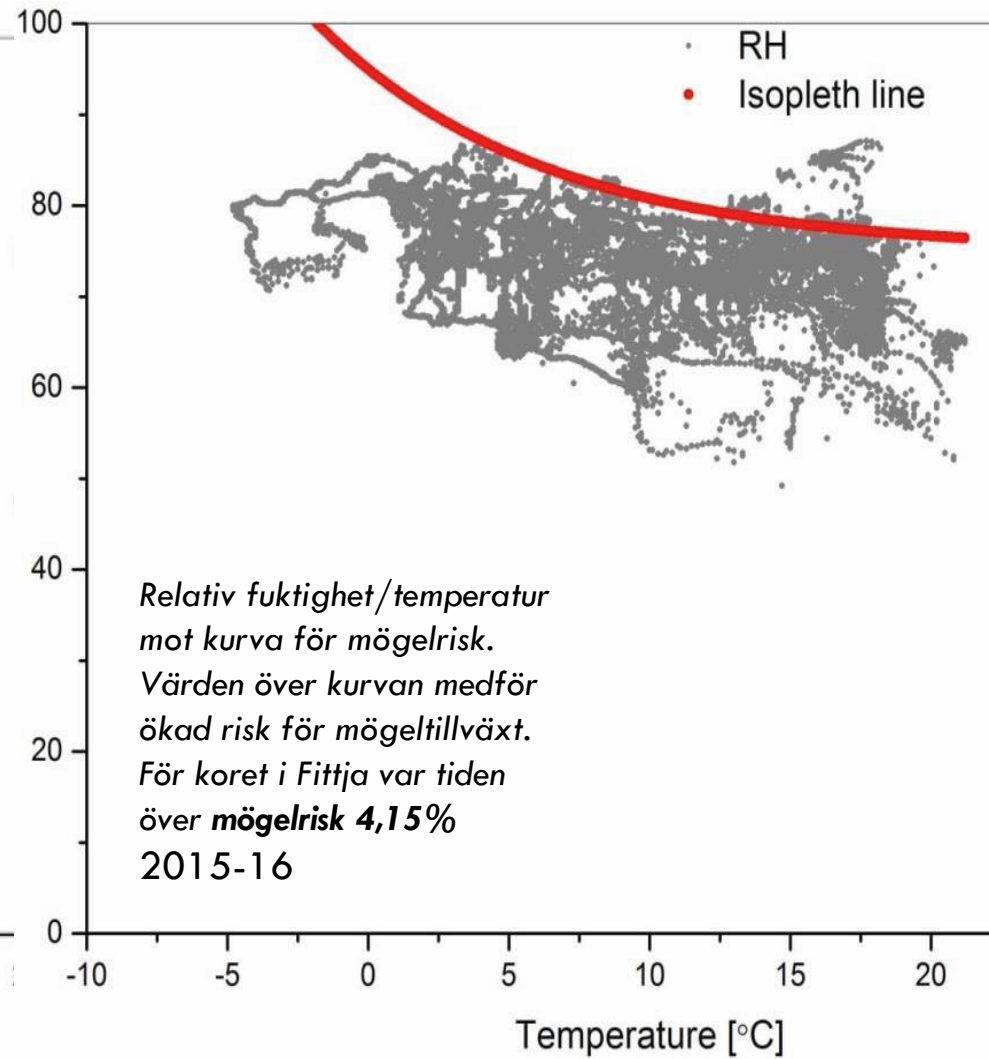 100
80
60
40
20
0
RH
Isopleth line
Relativ fuktighet/temperatur
mot kurva för mögelrisk.
Värden över kurvan medför
ökad risk för mögeltillväxt.
För koret i Fittja var tiden
över mögelrisk 4,15%
2015-16
-10 -5 0 5 10 15 20
Temperature [°C]